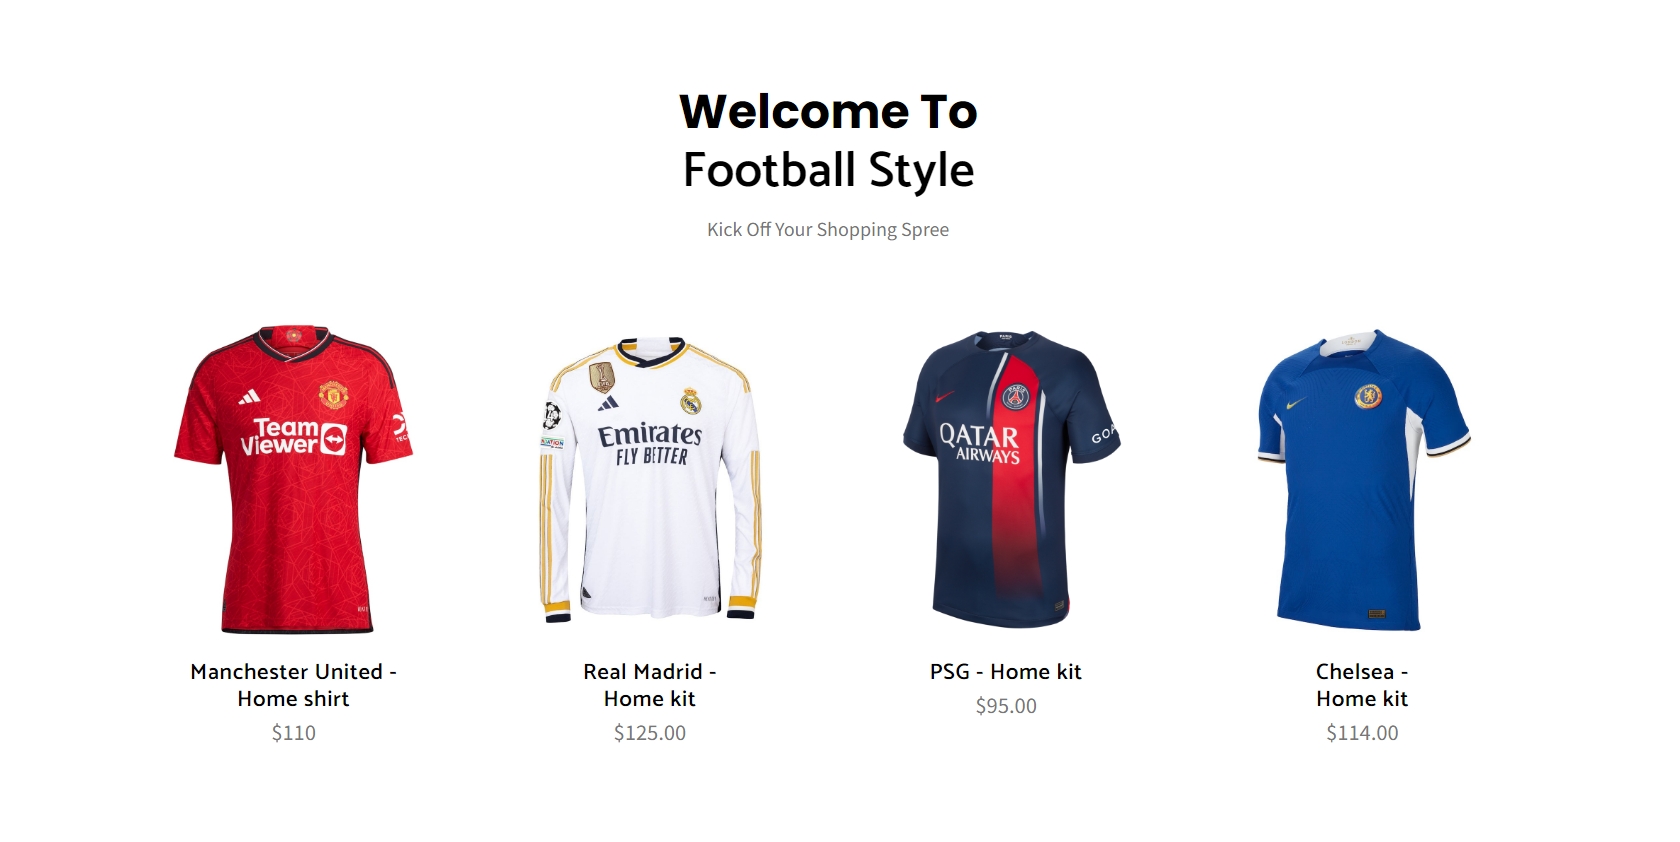 Welcome To
Football Style
Kick Off Your Shopping Spree
Team
Viewer
Emirates
FLY BETTER
QATAR
AIRWAYS
GOA
Manchester United -
Home shirt
$110
Real Madrid -
Home kit
$125.00
PSG - Home kit
$95.00
Chelsea -
Home kit
$114.00